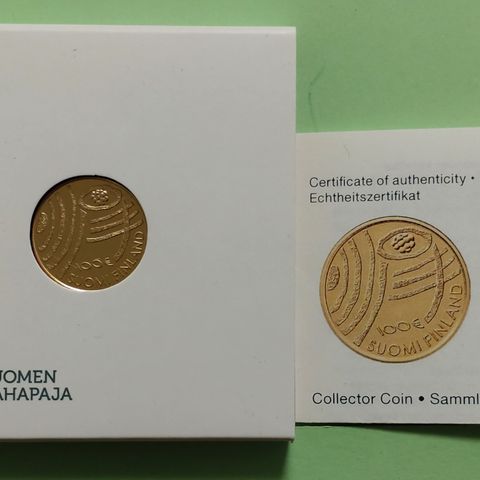 100€
SUOMI FINLAND
UOMEN
AHAPAJA
Certificate of authenticity •
Echtheitszertifikat
100€
SUOMI FINLAND
Collector Coin • Samml